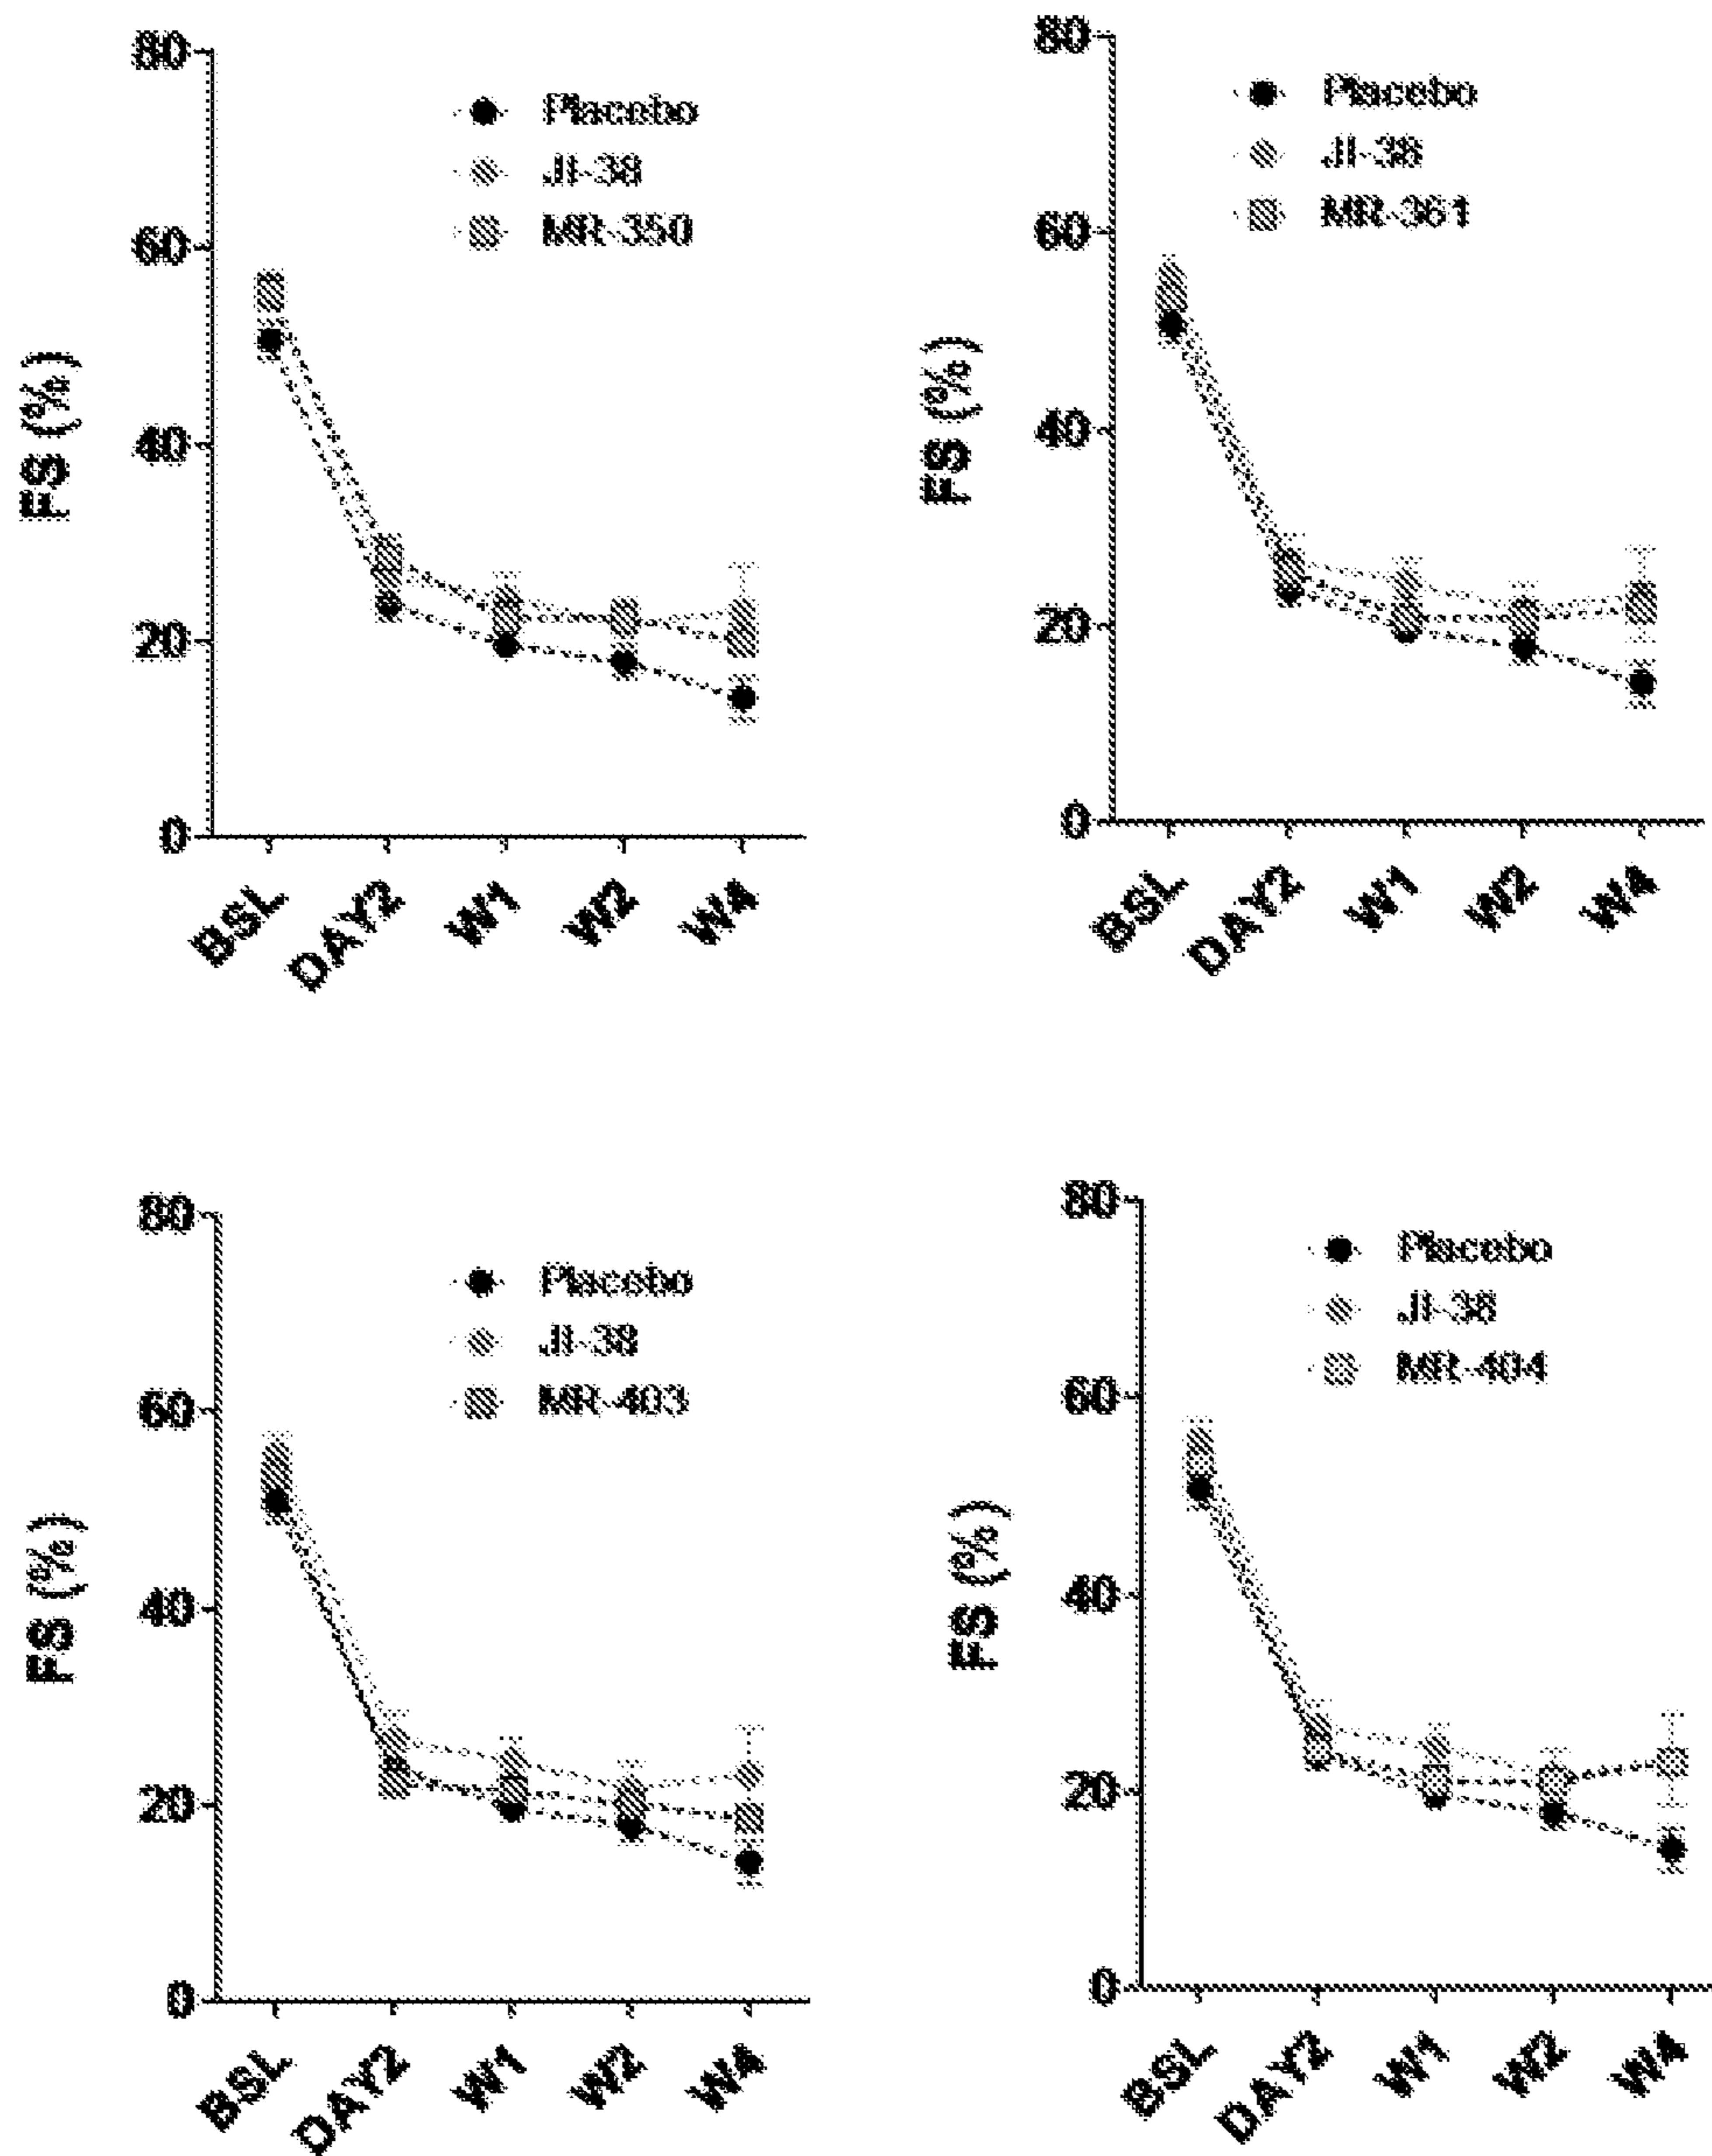 80
60
40
20
0
FS (%)
Placebo
JI-38
MR-350
BSL
DAY2
W1
W2
W4
80
60
40
20
0
FS (%)
Placebo
JI-38
MR-361
BSL
DAY2
W1
W2
W4
80
60
40
20
0
FS (%)
Placebo
JI-38
MR-403
BSL
DAY2
W1
W2
W4
80
60
40
20
0
FS (%)
Placebo
JI-38
MR-404
BSL
DAY2
W1
W2
W4